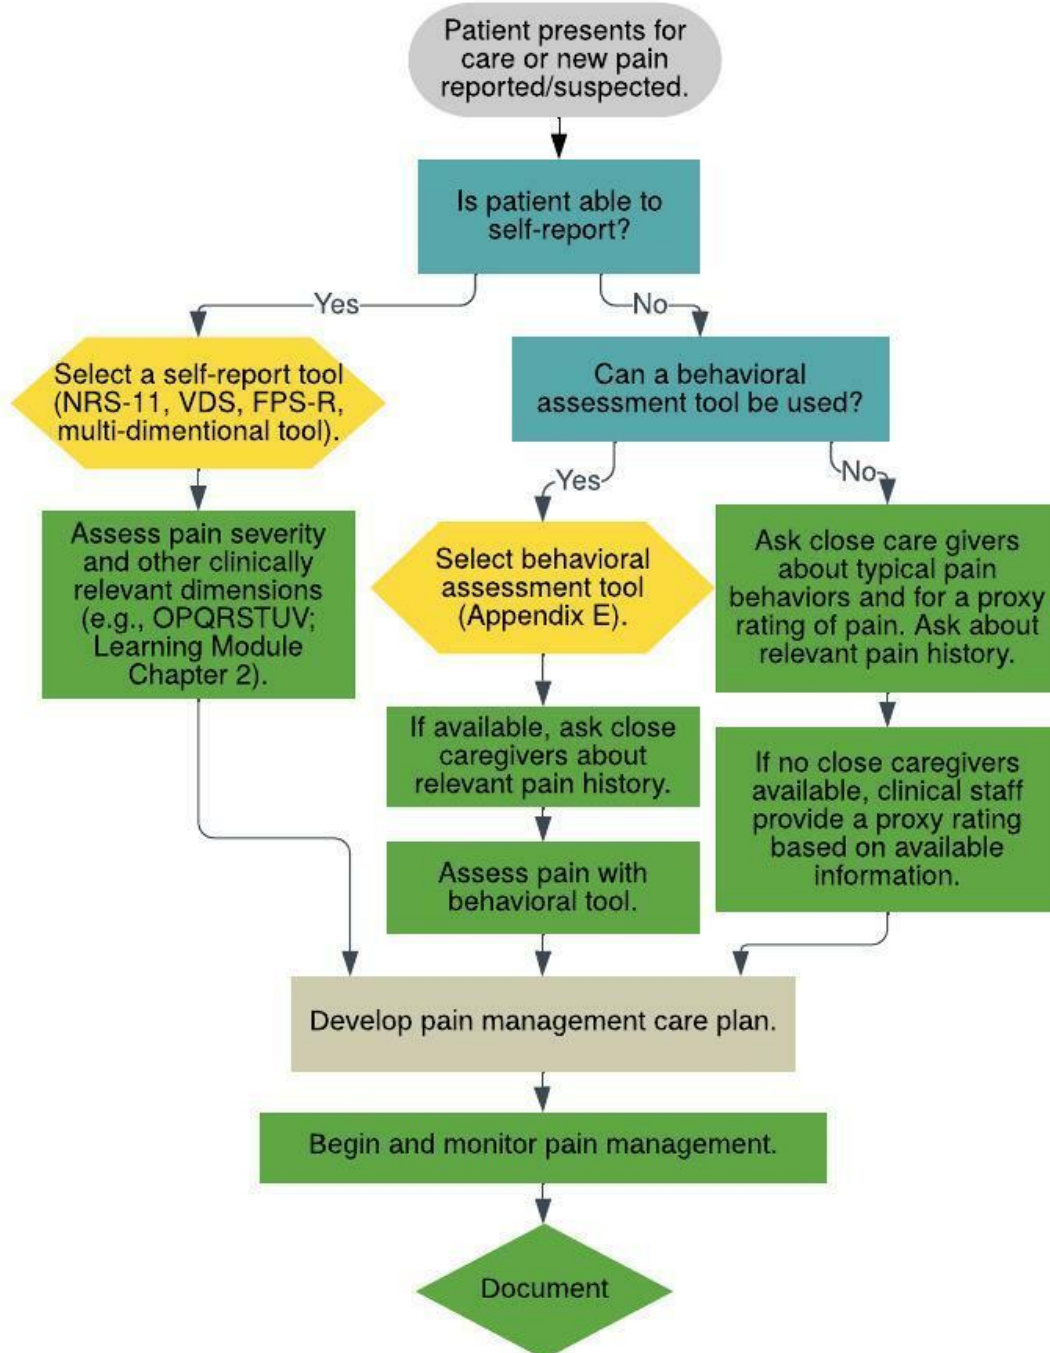 Patient presents for
care or new pain
reported/suspected.
Is patient able to
self-report?
Yes
No
Select a self-report tool
(NRS-11, VDS, FPS-R,
multi-dimentional tool).
Can a behavioral
assessment tool be used?
Yes
No
Assess pain severity
and other clinically
relevant dimensions
(e.g., OPQRSTUV;
Learning Module
Chapter 2).
Select behavioral
assessment tool
(Appendix E).
Ask close care givers
about typical pain
behaviors and for a proxy
rating of pain. Ask about
relevant pain history.
If available, ask close
caregivers about
relevant pain history.
If no close caregivers
available, clinical staff
provide a proxy rating
based on available
information.
Assess pain with
behavioral tool.
Develop pain management care plan.
Begin and monitor pain management.
Document